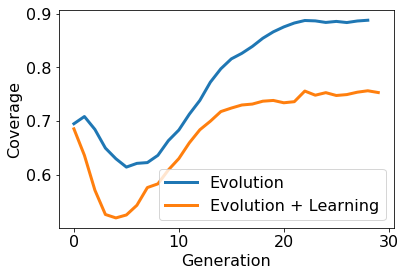 0.9
0.8
0.7
0.6
Coverage
Evolution
Evolution + Learning
0 10 20 30
Generation